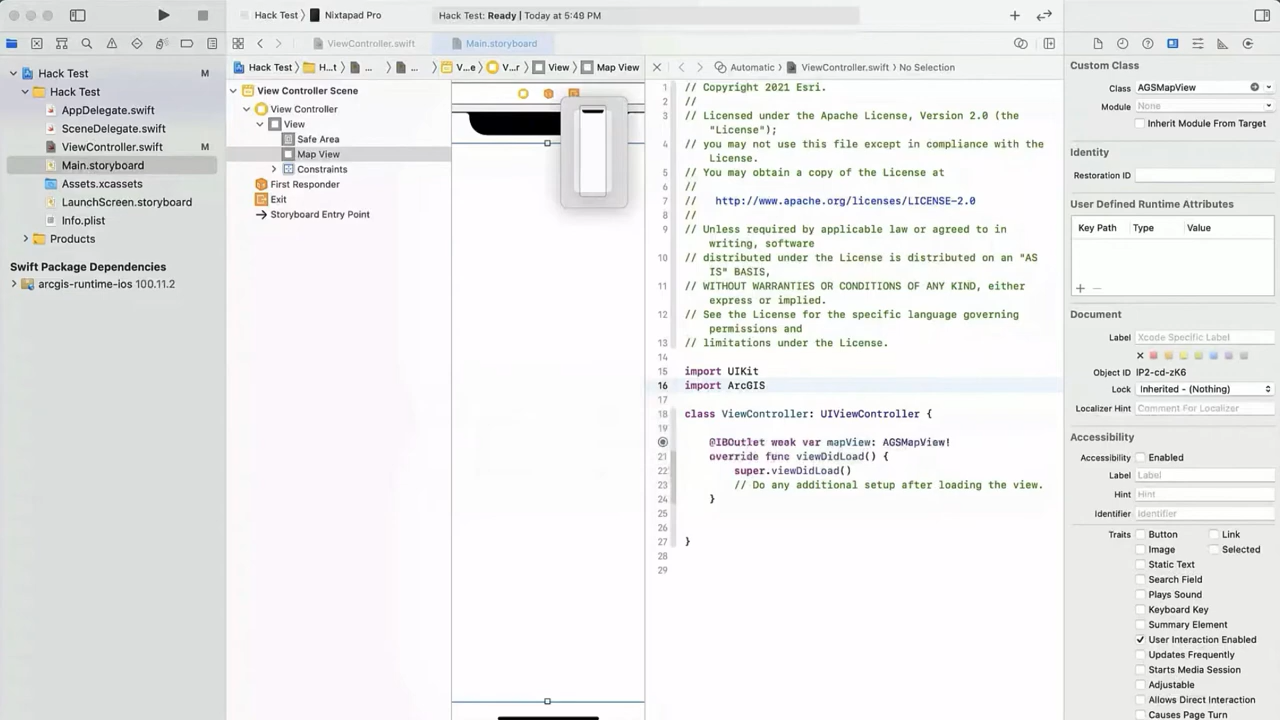 Hack Test
Nixtapad Pro
Hack Test: Ready | Today at 5:49 PM
ViewController.swift
Main.storyboard
Hack Test
H...t
...
...
V...e
V...r
View
Map View
Automatic
ViewController.swift
No Selection
Hack Test M
Hack Test
AppDelegate.swift
SceneDelegate.swift
ViewController.swift M
Main.storyboard
Assets.xcassets
LaunchScreen.storyboard
Info.plist
Products
Swift Package Dependencies
arcgis-runtime-ios 100.11.2
View Controller Scene
View Controller
View
Safe Area
Map View
Constraints
First Responder
Exit
Storyboard Entry Point
1 // Copyright 2021 Esri.
2 //
3 // Licensed under the Apache License, Version 2.0 (the
"License");
4 // you may not use this file except in compliance with the
License.
5 // You may obtain a copy of the License at
6 //
7 // http://www.apache.org/licenses/LICENSE-2.0
8 //
9 // Unless required by applicable law or agreed to in
writing, software
10 // distributed under the License is distributed on an "AS
IS" BASIS,
11 // WITHOUT WARRANTIES OR CONDITIONS OF ANY KIND, either
express or implied.
12 // See the License for the specific language governing
permissions and
13 // limitations under the License.
14
15 import UIKit
16 import ArcGIS
17
18 class ViewController: UIViewController {
19
@IBOutlet weak var mapView: AGSMapView!
21 override func viewDidLoad() {
22 super.viewDidLoad()
23 // Do any additional setup after loading the view.
24 }
25
26
27 }
28
29
Custom Class
Class AGSMapView
Module None
Inherit Module From Target
Identity
Restoration ID
User Defined Runtime Attributes
Key Path Type Value
Document
Label Xcode Specific Label
Object ID IP2-cd-zK6
Lock Inherited - (Nothing)
Localizer Hint Comment For Localizer
Accessibility
Accessibility Enabled
Label Label
Hint Hint
Identifier Identifier
Traits Button Link
Image Selected
Static Text
Search Field
Plays Sound
Keyboard Key
Summary Element
User Interaction Enabled
Updates Frequently
Starts Media Session
Adjustable
Allows Direct Interaction
Causes Page Turn